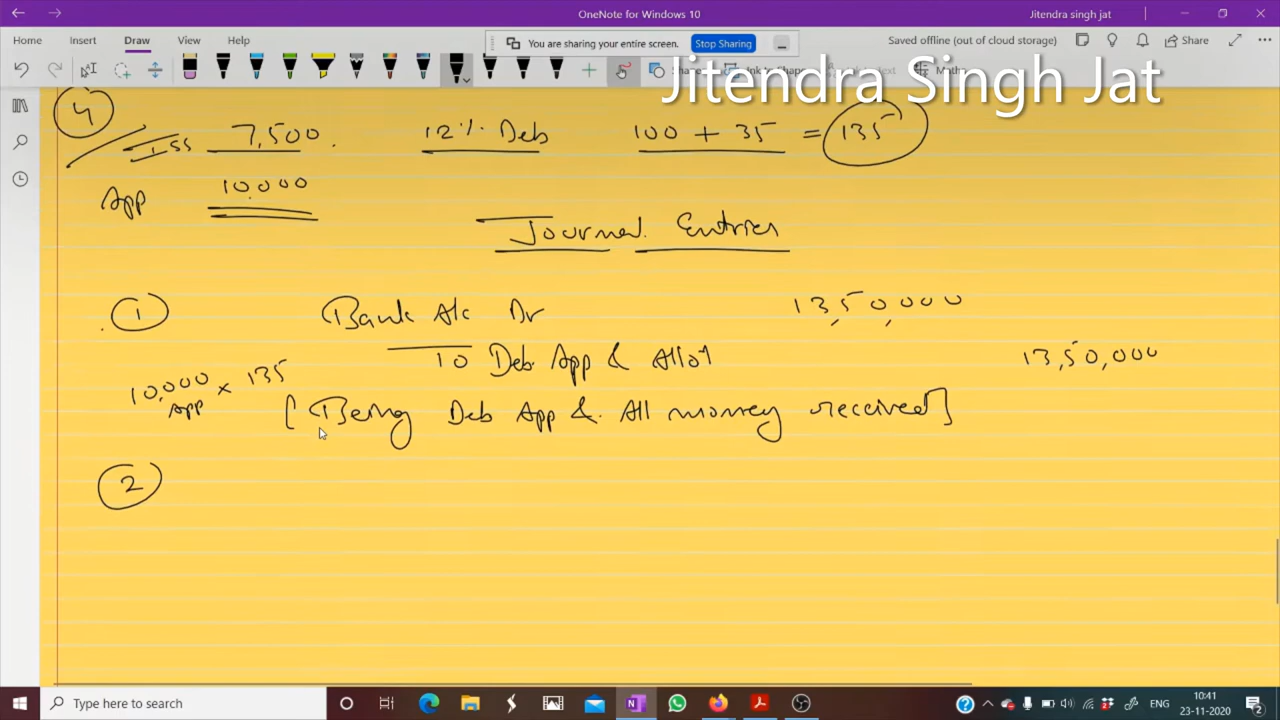 OneNote for Windows 10
Jitendra singh jat
Home Insert Draw View Help
You are sharing your entire screen. Stop Sharing
Saved offline (out of cloud storage)
Share
Jitendra Singh Jat
4
Iss 7,500 12% Deb 100 + 35 = 135
App 10,000
Journal Entries
1 Bank A/c Dr 13,50,000
To Deb App & Allot 13,50,000
10,000 × 135
App
[Being Deb App & All money received]
2
Type here to search
ENG
10:41
23-11-2020
2